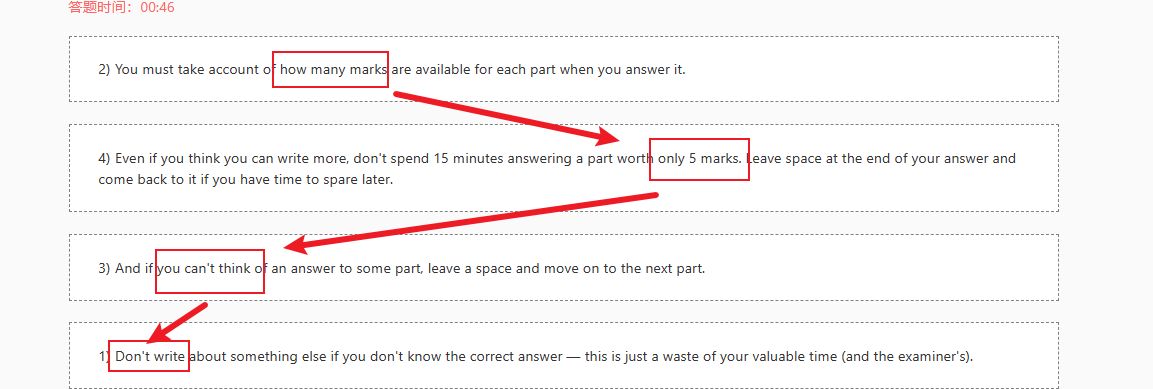 答题时间：00:46
2) You must take account of how many marks are available for each part when you answer it.
4) Even if you think you can write more, don't spend 15 minutes answering a part worth only 5 marks. Leave space at the end of your answer and
come back to it if you have time to spare later.
3) And if you can't think of an answer to some part, leave a space and move on to the next part.
1) Don't write about something else if you don't know the correct answer — this is just a waste of your valuable time (and the examiner's).